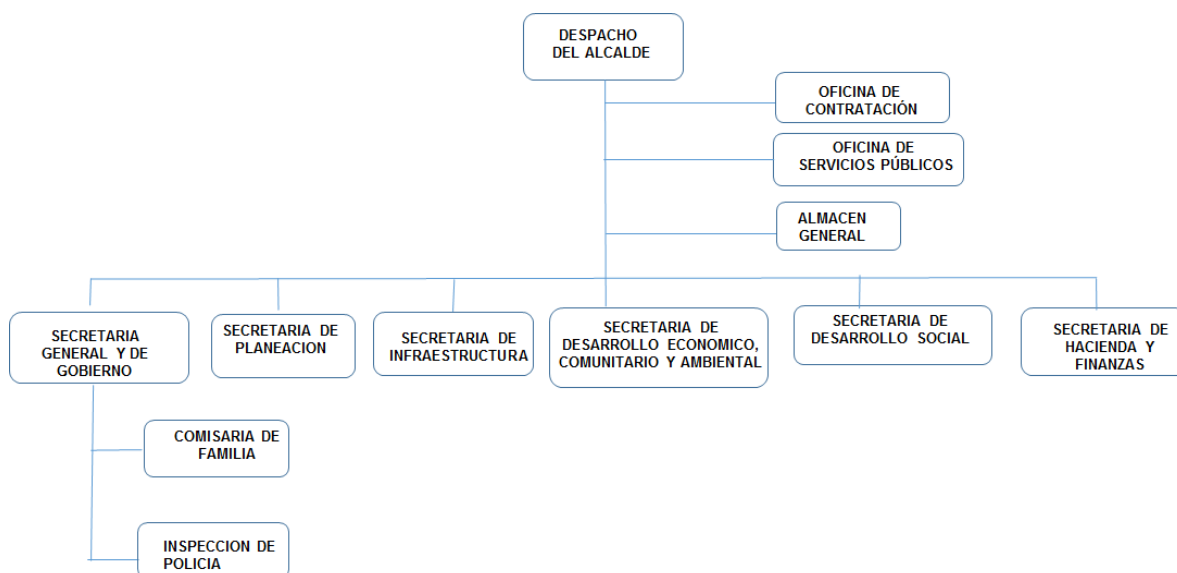 DESPACHO
DEL ALCALDE
OFICINA DE
CONTRATACIÓN
OFICINA DE
SERVICIOS PÚBLICOS
ALMACEN
GENERAL
SECRETARIA
GENERAL Y DE
GOBIERNO
SECRETARIA DE
PLANEACION
SECRETARIA DE
INFRAESTRUCTURA
SECRETARIA DE
DESARROLLO ECONOMICO,
COMUNITARIO Y AMBIENTAL
SECRETARIA DE
DESARROLLO SOCIAL
SECRETARIA DE
HACIENDA Y
FINANZAS
COMISARIA DE
FAMILIA
INSPECCION DE
POLICIA